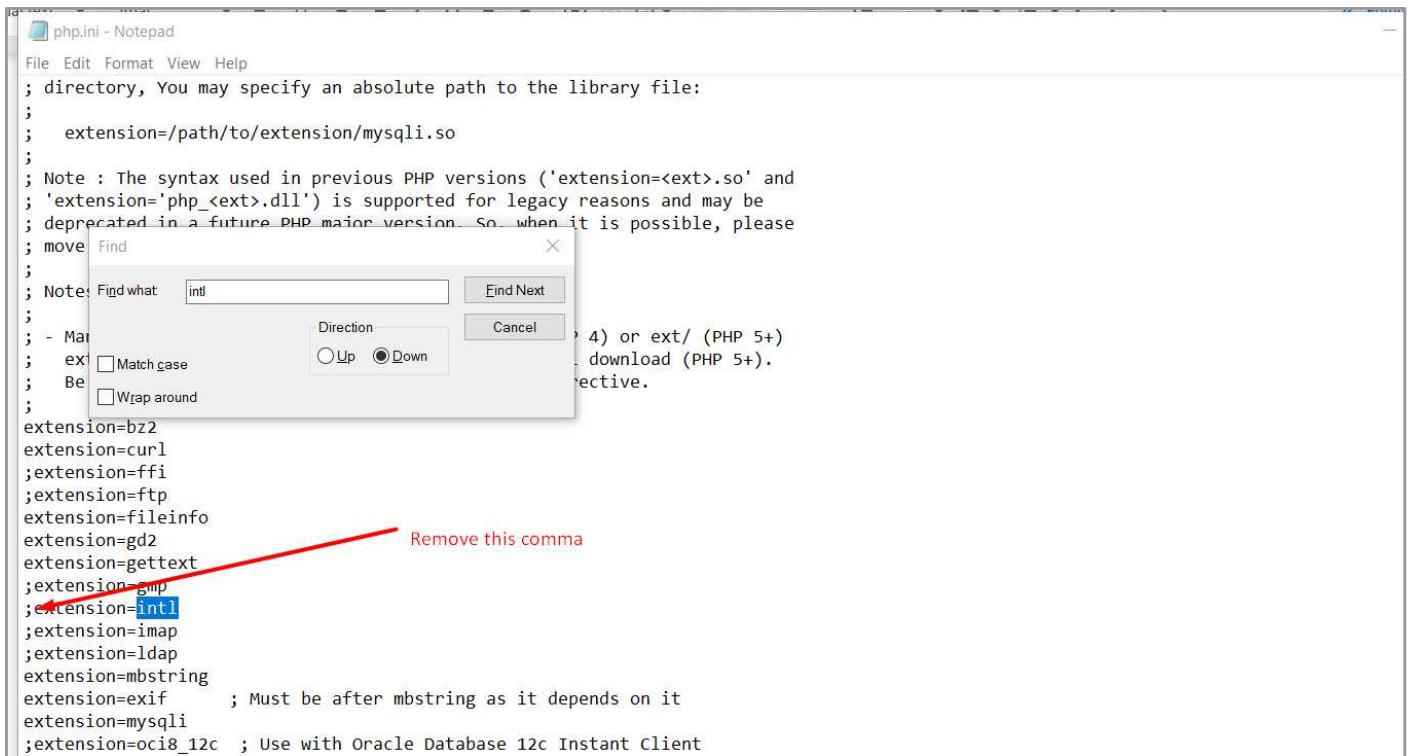 php.ini - Notepad
File Edit Format View Help
; directory, You may specify an absolute path to the library file:
;
;   extension=/path/to/extension/mysqli.so
;
; Note : The syntax used in previous PHP versions ('extension=<ext>.so' and
; 'extension='php_<ext>.dll') is supported for legacy reasons and may be
; deprecated in a future PHP major version. So, when it is possible, please
; move
Find
;
; Notes
Find what:
intl
Find Next
;
Direction
Cancel
; - Man
4) or ext/ (PHP 5+)
Up
Down
; ext
Match case
download (PHP 5+).
; Be
Wrap around
;
extension=bz2
extension=curl
;extension=ffi
;extension=ftp
extension=fileinfo
extension=gd2
Remove this comma
extension=gettext
;extension=gmp
;extension=intl
;extension=imap
;extension=ldap
extension=mbstring
extension=exif      ; Must be after mbstring as it depends on it
extension=mysqli
;extension=oci8_12c  ; Use with Oracle Database 12c Instant Client